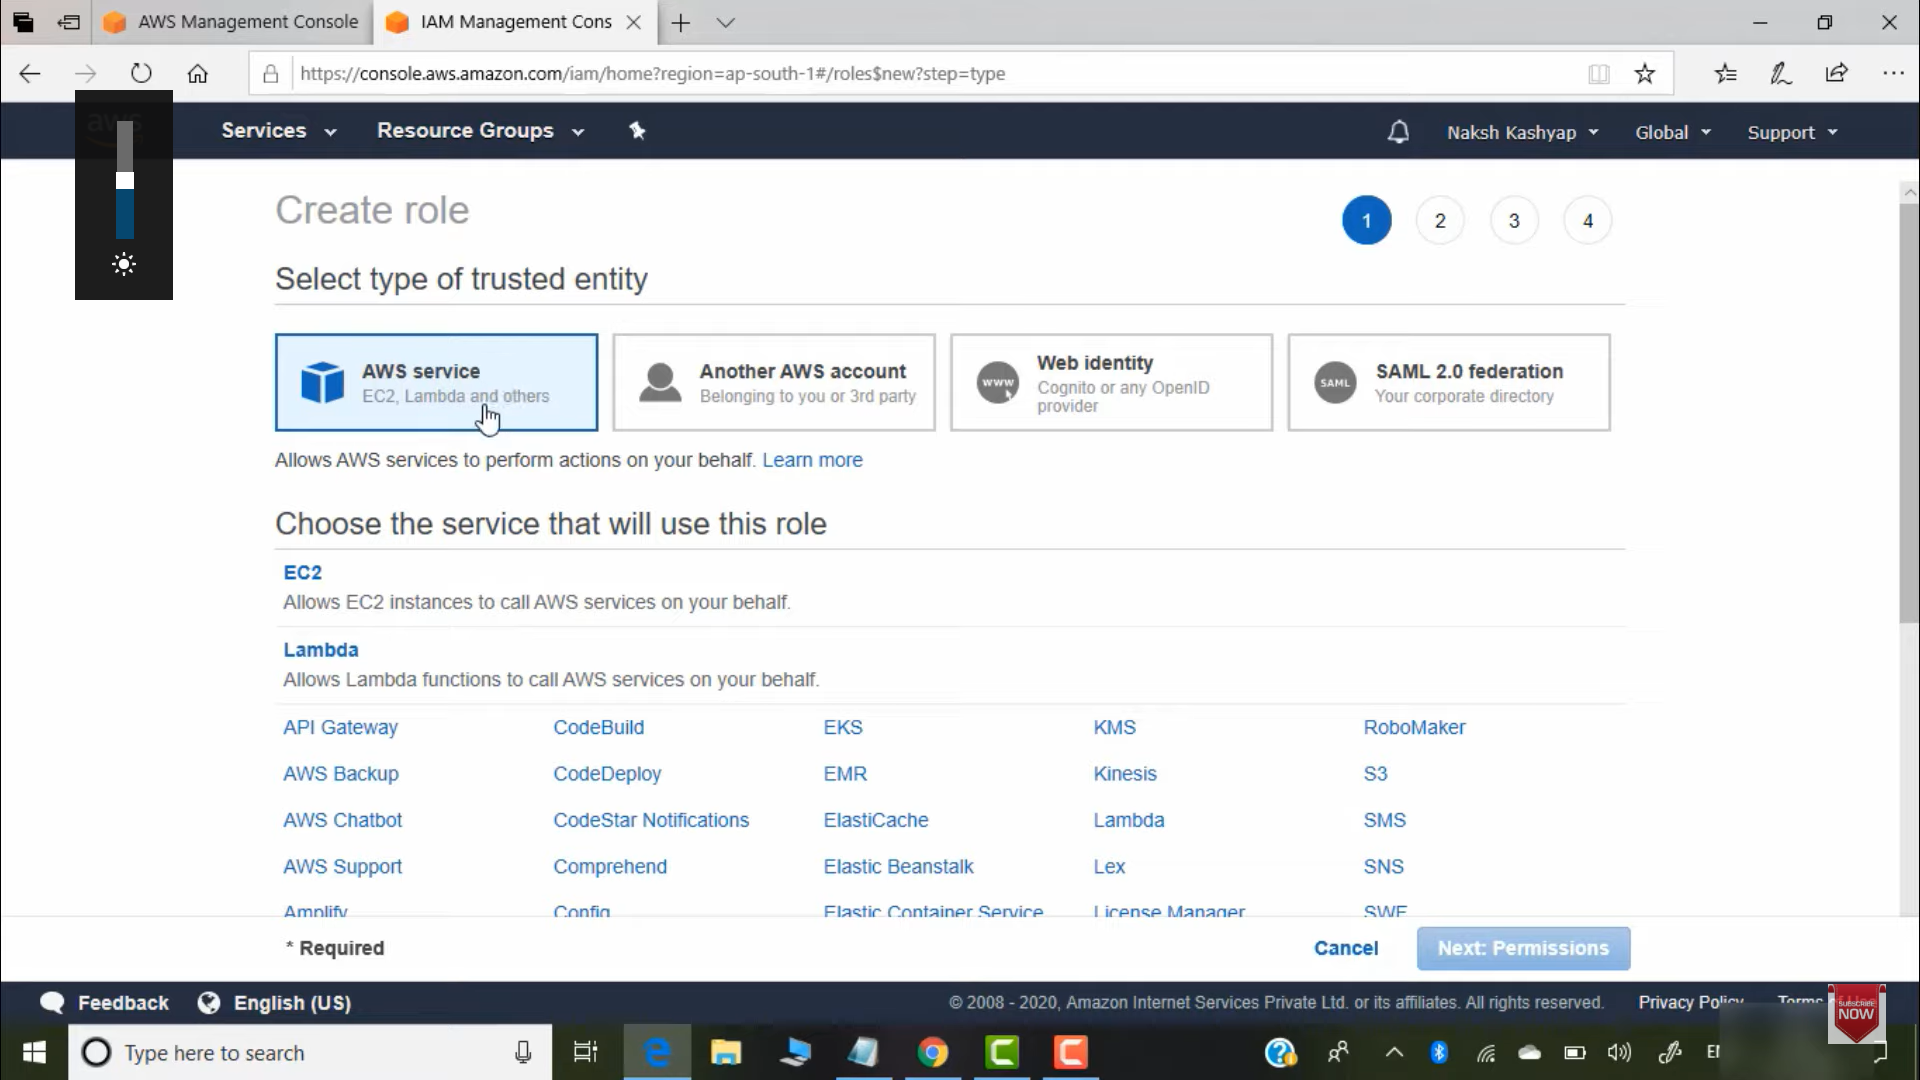 AWS Management Console
IAM Management Cons
https://console.aws.amazon.com/iam/home?region=ap-south-1#/roles$new?step=type
aws
Services
Resource Groups
Naksh Kashyap
Global
Support
Create role
1
2
3
4
Select type of trusted entity
AWS service
EC2, Lambda and others
Another AWS account
Belonging to you or 3rd party
www
Web identity
Cognito or any OpenID
provider
SAML
SAML 2.0 federation
Your corporate directory
Allows AWS services to perform actions on your behalf. Learn more
Choose the service that will use this role
EC2
Allows EC2 instances to call AWS services on your behalf.
Lambda
Allows Lambda functions to call AWS services on your behalf.
API Gateway
CodeBuild
EKS
KMS
RoboMaker
AWS Backup
CodeDeploy
EMR
Kinesis
S3
AWS Chatbot
CodeStar Notifications
ElastiCache
Lambda
SMS
AWS Support
Comprehend
Elastic Beanstalk
Lex
SNS
Amplify
Config
Elastic Container Service
License Manager
SWF
* Required
Cancel
Next: Permissions
Feedback
English (US)
© 2008 - 2020, Amazon Internet Services Private Ltd. or its affiliates. All rights reserved.
Privacy Policy
Terms of Use
SUBSCRIBE
NOW
Type here to search